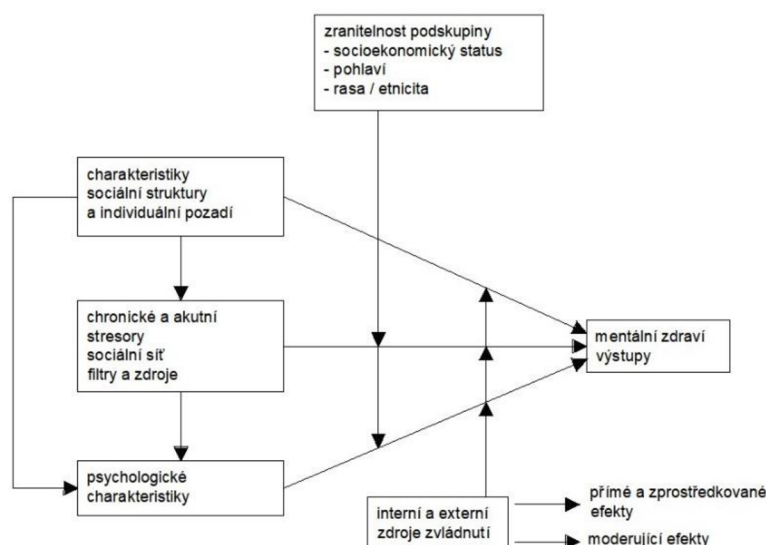 zranitelnost podskupiny
- socioekonomický status
- pohlaví
- rasa / etnicita
charakteristiky
sociální struktury
a individuální pozadí
chronické a akutní
stresory
sociální síť
filtry a zdroje
mentální zdraví
výstupy
psychologické
charakteristiky
interní a externí
zdroje zvládnutí
přímé a zprostředkované
efekty
moderující efekty